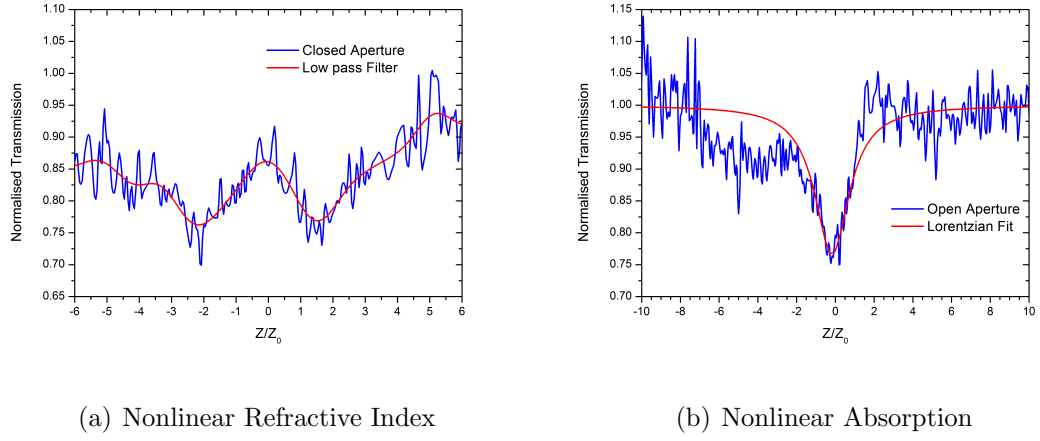 1.10
1.05
1.00
0.95
0.90
0.85
0.80
0.75
0.70
0.65
Normalised Transmission
Closed Aperture
Low pass Filter
-6 -5 -4 -3 -2 -1 0 1 2 3 4 5 6
Z/Z0
(a) Nonlinear Refractive Index
1.15
1.10
1.05
1.00
0.95
0.90
0.85
0.80
0.75
0.70
Normalised Transmission
Open Aperture
Lorentzian Fit
-10 -8 -6 -4 -2 0 2 4 6 8 10
Z/Z0
(b) Nonlinear Absorption